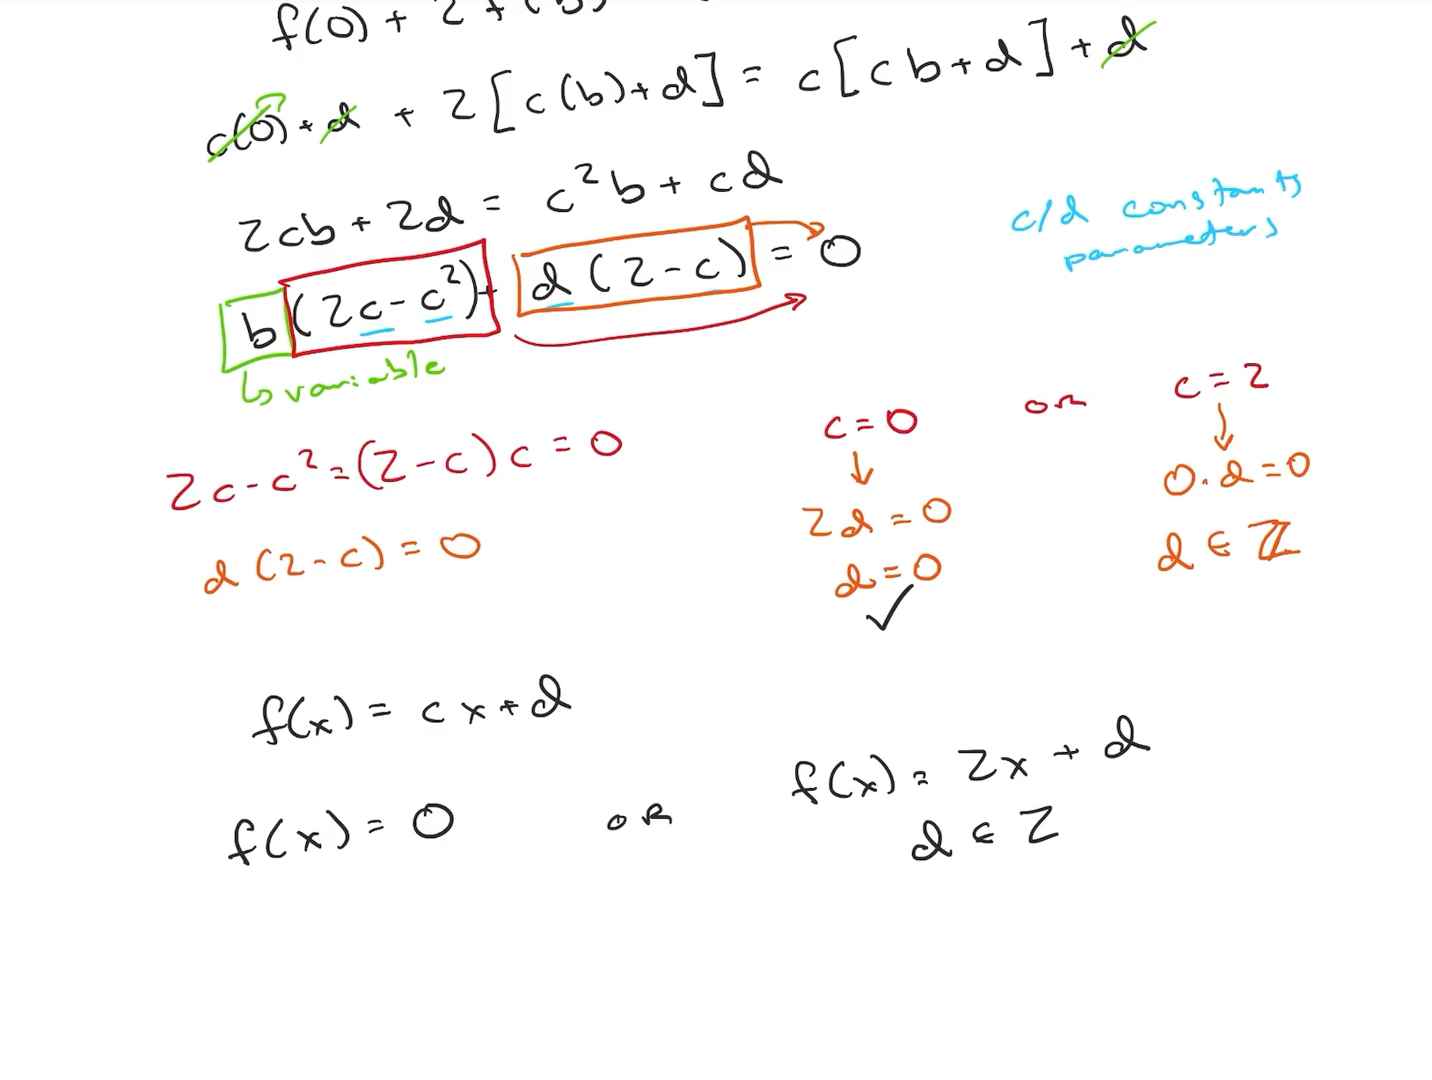 f(0) + 2 f(b)
c(0) + d + 2[c(b)+d] = c[cb+d] + d
2cb + 2d = c²b + cd
c/d constants
parameters
b(2c-c²)+ d(2-c) = 0
↳ variable
c=0 or c=2
2c-c²=(2-c)c=0
0·d=0
2d=0
d(2-c)=0
d∈ℤ
d=0
✓
f(x) = cx+d
f(x) = 2x + d
f(x) = 0 or
d ∈ Z